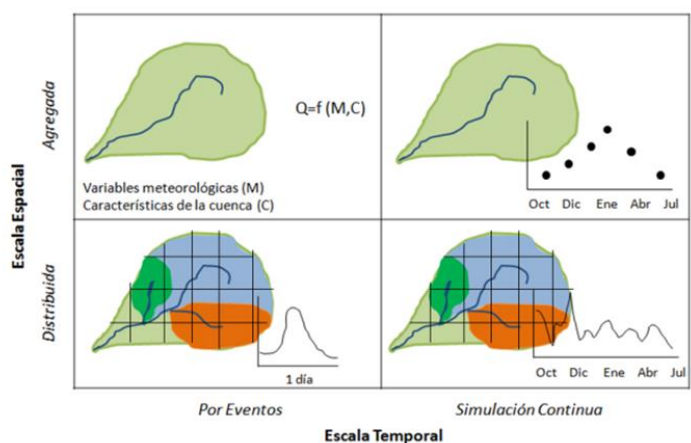 Escala Espacial
Agregada
Q=f (M,C)
Variables meteorológicas (M)
Características de la cuenca (C)
Oct Dic Ene Abr Jul
Distribuida
1 día
Oct Dic Ene Abr Jul
Por Eventos
Simulación Continua
Escala Temporal